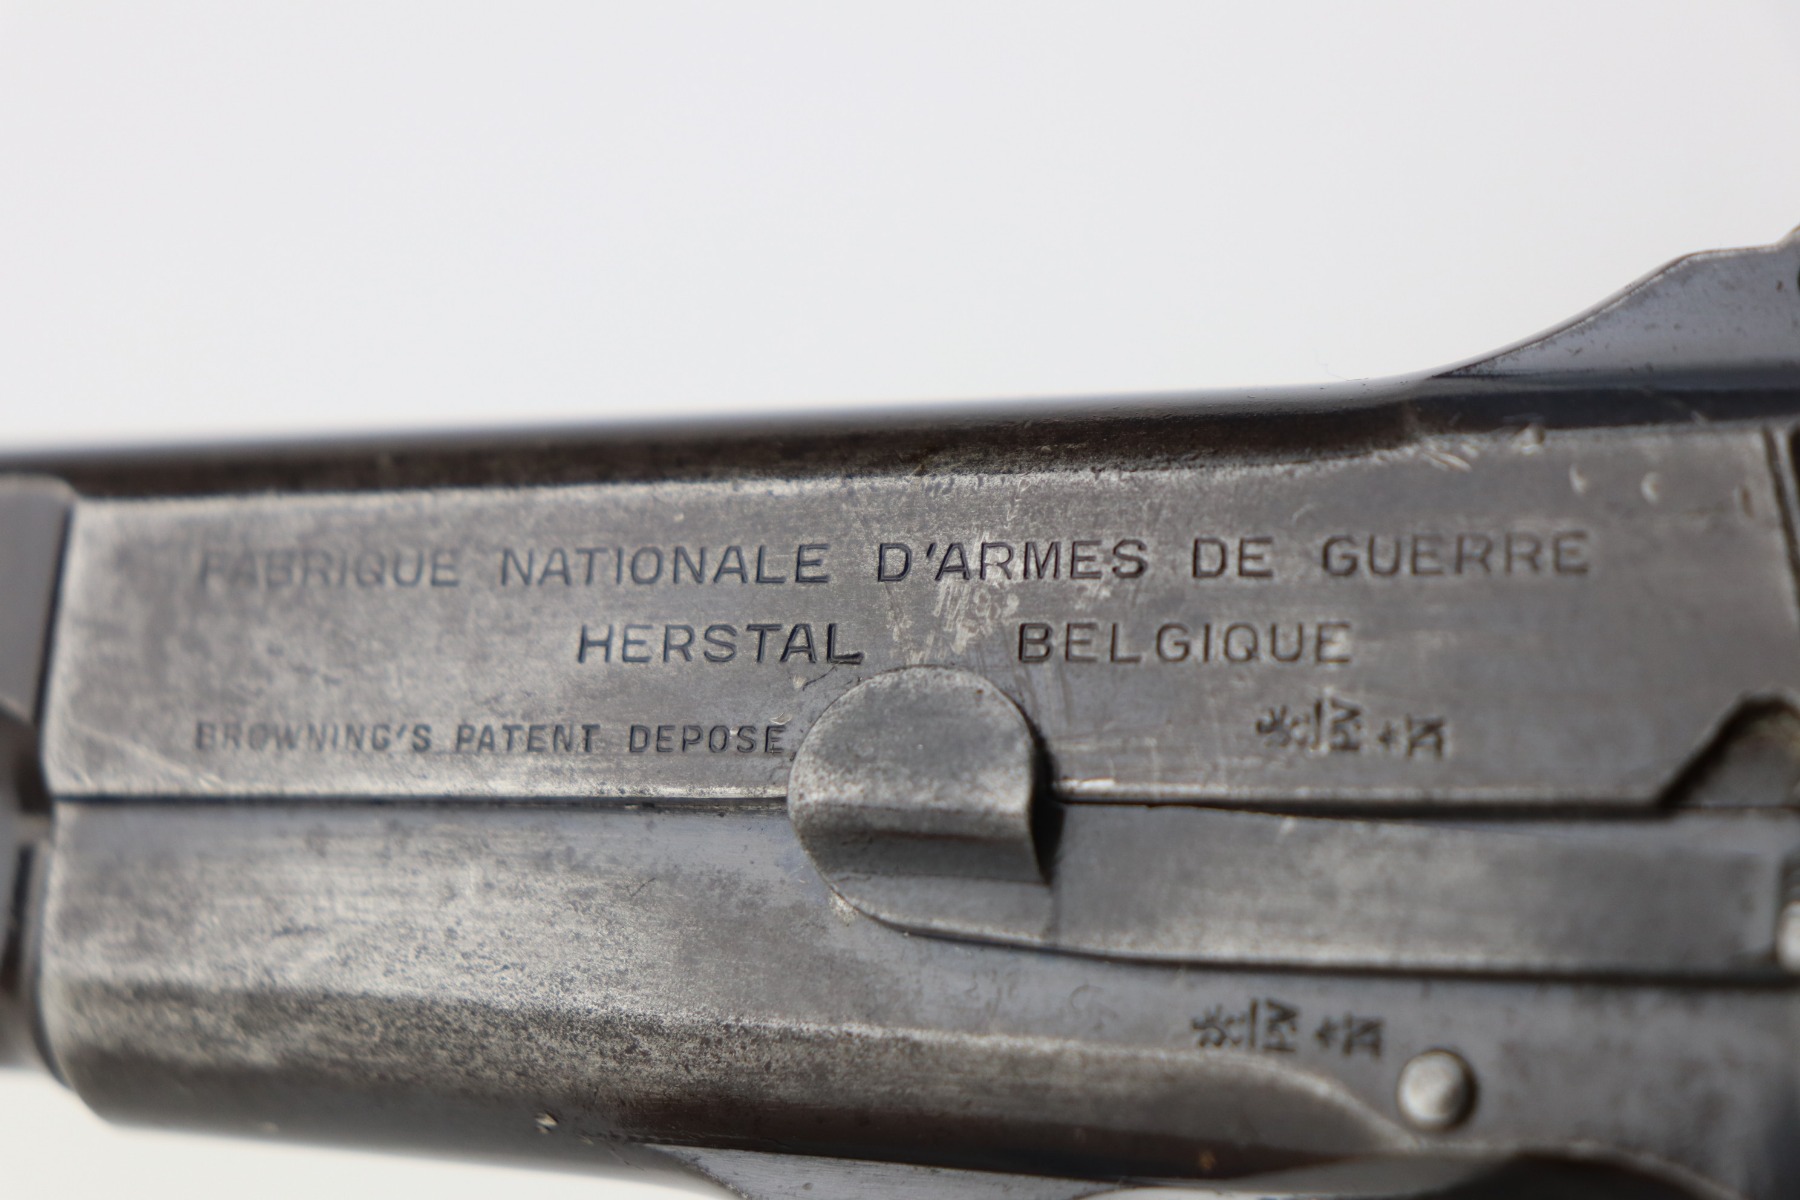 FABRIQUE NATIONALE D'ARMES DE GUERRE
HERSTAL BELGIQUE
BROWNING'S PATENT DEPOSE